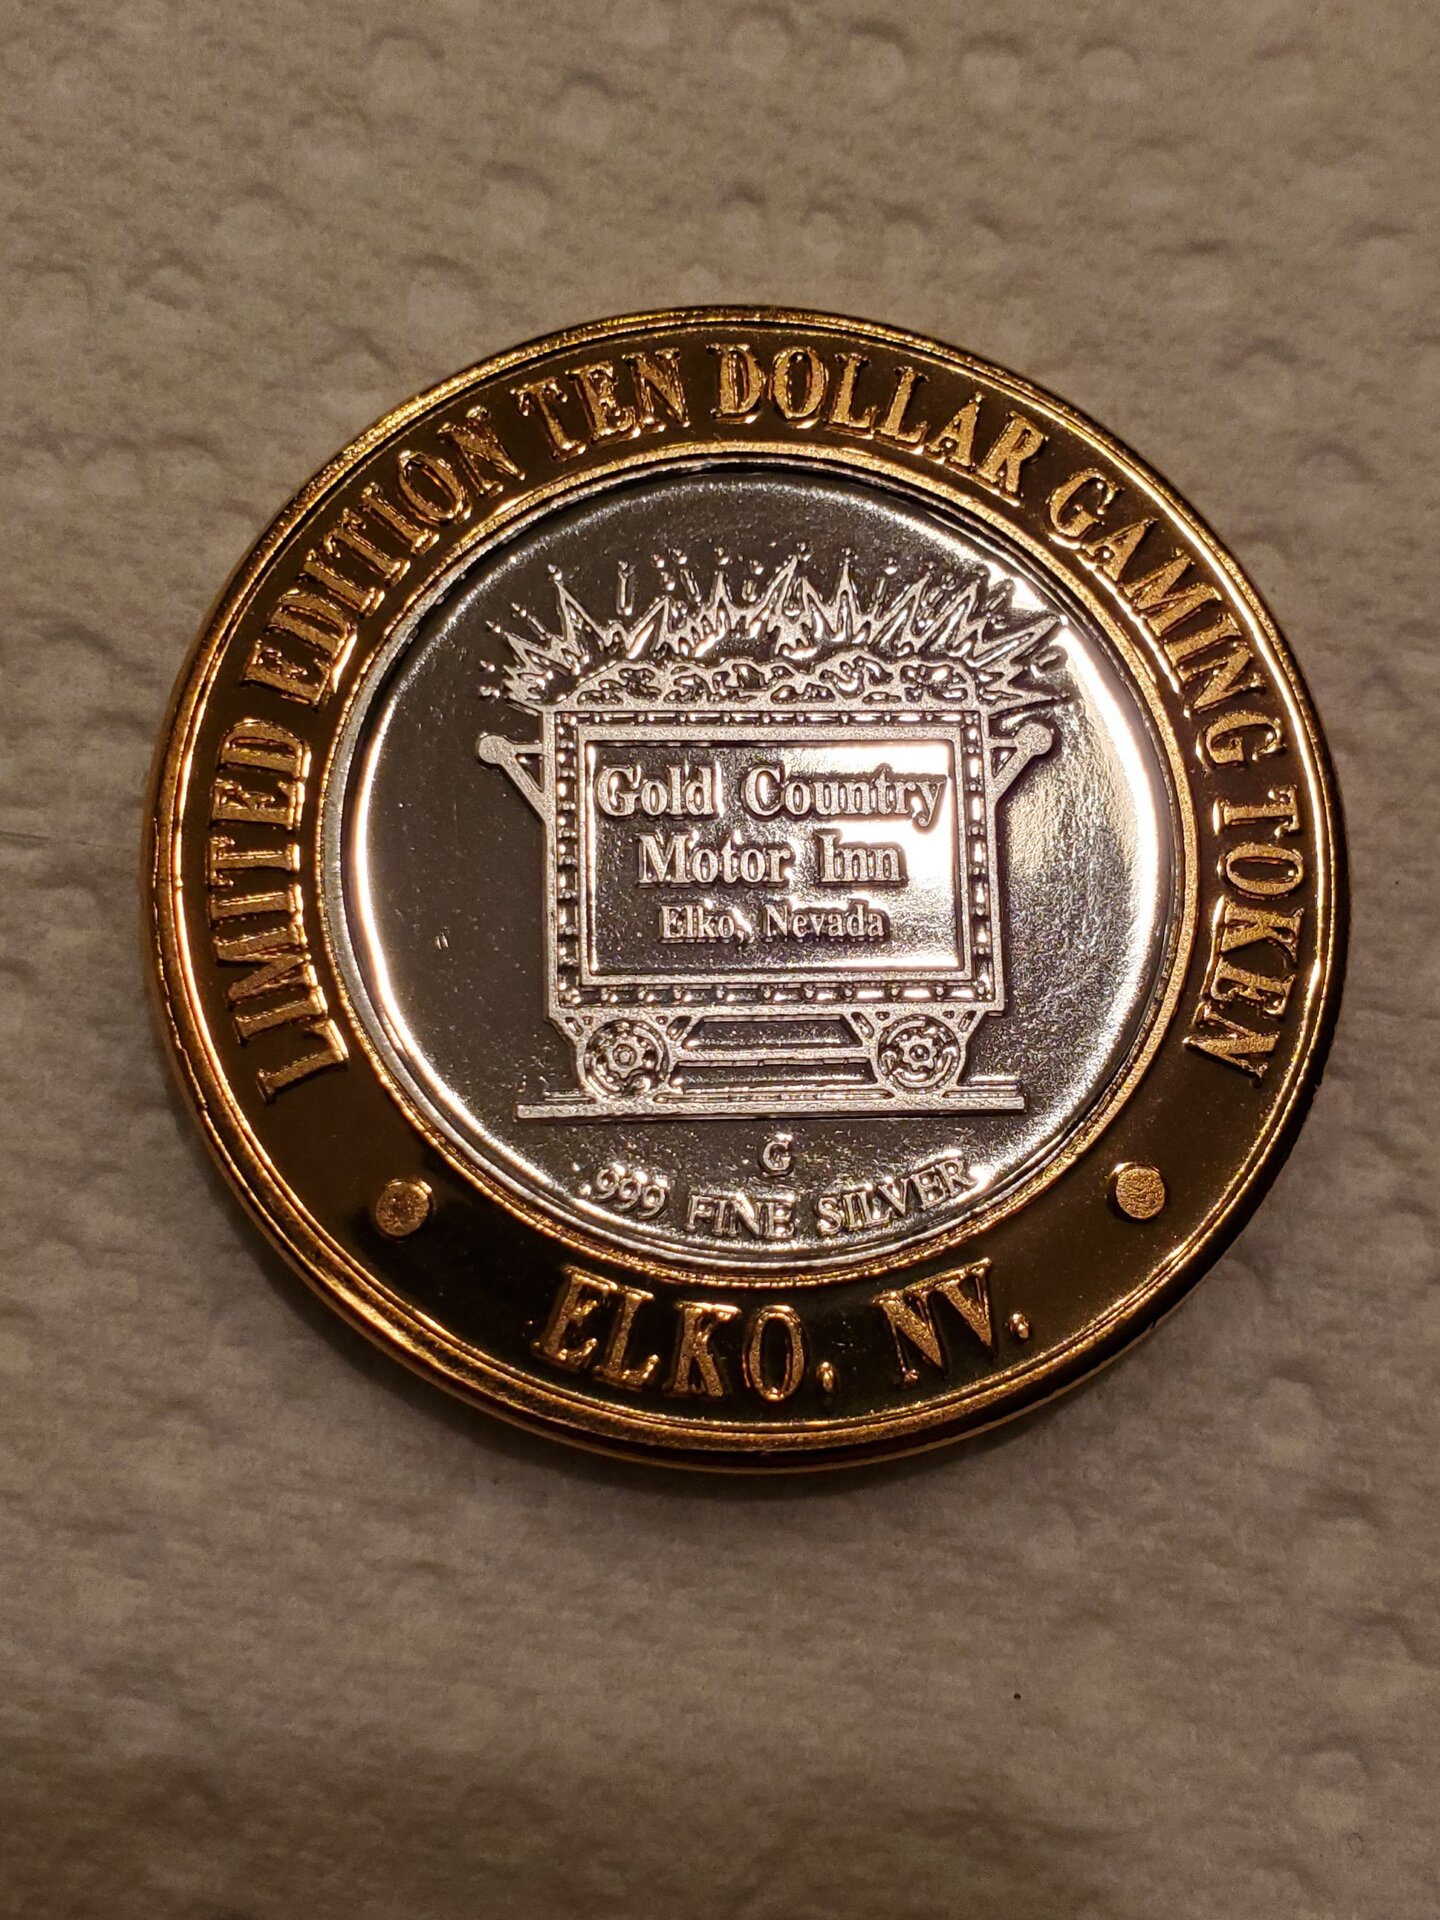 LIMITED EDITION TEN DOLLAR GAMING TOKEN
Gold Country
Motor Inn
Elko, Nevada
G
.999 FINE SILVER
ELKO, NV.